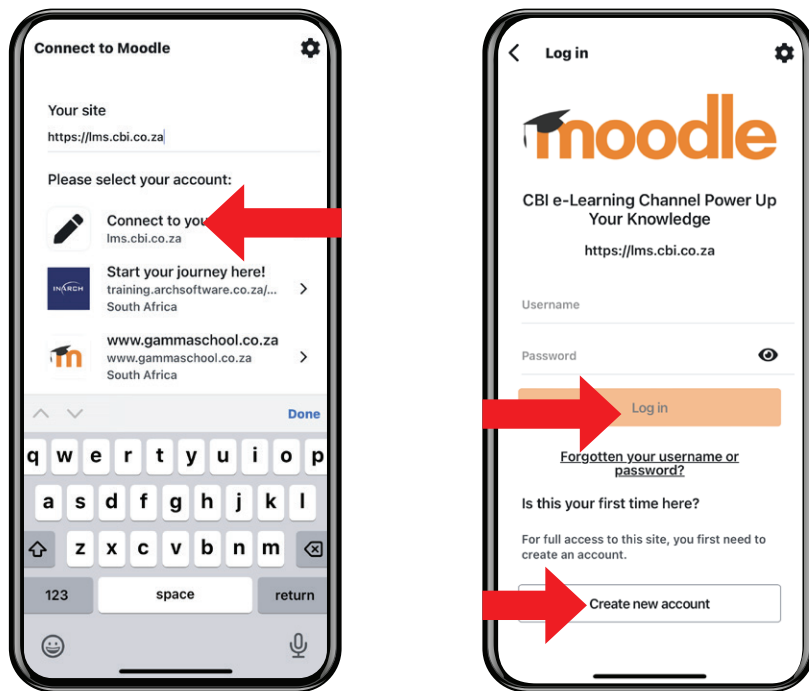 Connect to Moodle
Your site
https://lms.cbi.co.za
Please select your account:
Connect to you
lms.cbi.co.za
INARCH
Start your journey here!
training.archsoftware.co.za/...
South Africa
m
www.gammaschool.co.za
www.gammaschool.co.za
South Africa
Done
q w e r t y u i o p
a s d f g h j k l
z x c v b n m
123 space return
Log in
moodle
CBI e-Learning Channel Power Up
Your Knowledge
https://lms.cbi.co.za
Username
Password
Log in
Forgotten your username or
password?
Is this your first time here?
For full access to this site, you first need to
create an account.
Create new account